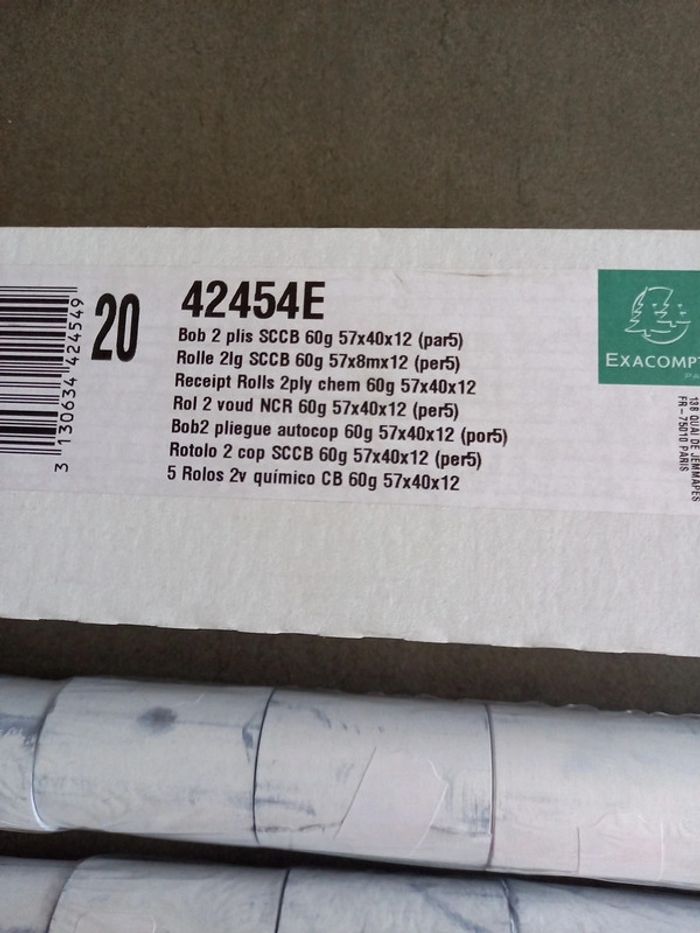 3 130634 424549
20
42454E
Bob 2 plis SCCB 60g 57x40x12 (par5)
Rolle 2lg SCCB 60g 57x8mx12 (per5)
Receipt Rolls 2ply chem 60g 57x40x12
Rol 2 voud NCR 60g 57x40x12 (per5)
Bob2 pliegue autocop 60g 57x40x12 (por5)
Rotolo 2 cop SCCB 60g 57x40x12 (per5)
5 Rolos 2v químico CB 60g 57x40x12
EXACOMP
138 QUAI DE JEMMAPES
FR - 75010 PARIS